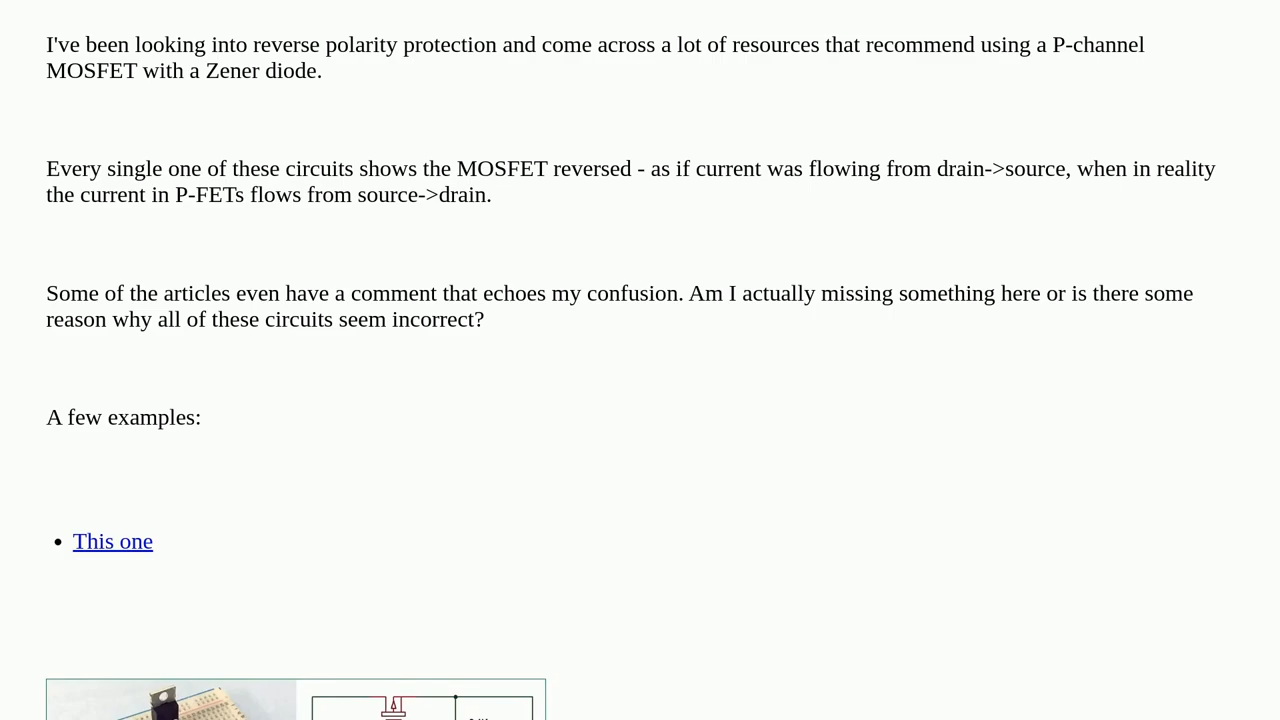 I've been looking into reverse polarity protection and come across a lot of resources that recommend using a P-channel
MOSFET with a Zener diode.
Every single one of these circuits shows the MOSFET reversed - as if current was flowing from drain->source, when in reality
the current in P-FETs flows from source->drain.
Some of the articles even have a comment that echoes my confusion. Am I actually missing something here or is there some
reason why all of these circuits seem incorrect?
A few examples:
• This one